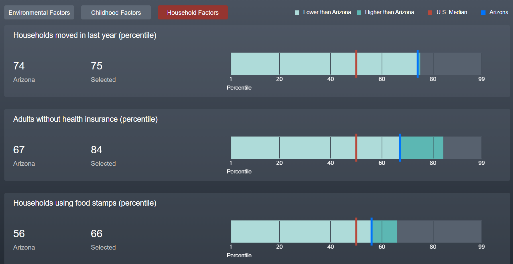 Environmental Factors Childhood Factors Household Factors
Lower than Arizona Higher than Arizona U.S. Median Arizona
Households moved in last year (percentile)
74 75
Arizona Selected
1 20 40 60 80 99
Percentile
Adults without health insurance (percentile)
67 84
Arizona Selected
1 20 40 60 80 99
Percentile
Households using food stamps (percentile)
56 66
Arizona Selected
1 20 40 60 80 99
Percentile